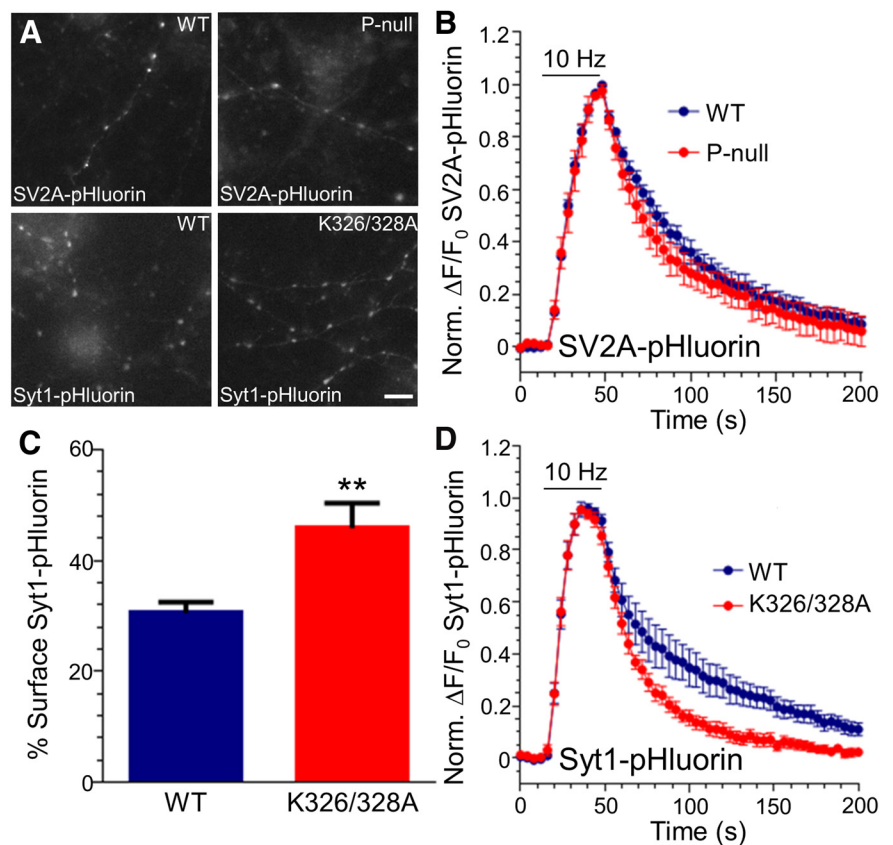 A
WT
P-null
SV2A-pHluorin
SV2A-pHluorin
WT
K326/328A
Syt1-pHluorin
Syt1-pHluorin
B
Norm. ΔF/F0 SV2A-pHluorin
1.2
1.0
0.8
0.6
0.4
0.2
0
10 Hz
WT
P-null
SV2A-pHluorin
0
50
100
150
200
Time (s)
C
% Surface Syt1-pHluorin
60
40
20
0
**
WT
K326/328A
D
Norm. ΔF/F0 Syt1-pHluorin
1.2
1.0
0.8
0.6
0.4
0.2
0
10 Hz
WT
K326/328A
Syt1-pHluorin
0
50
100
150
200
Time (s)